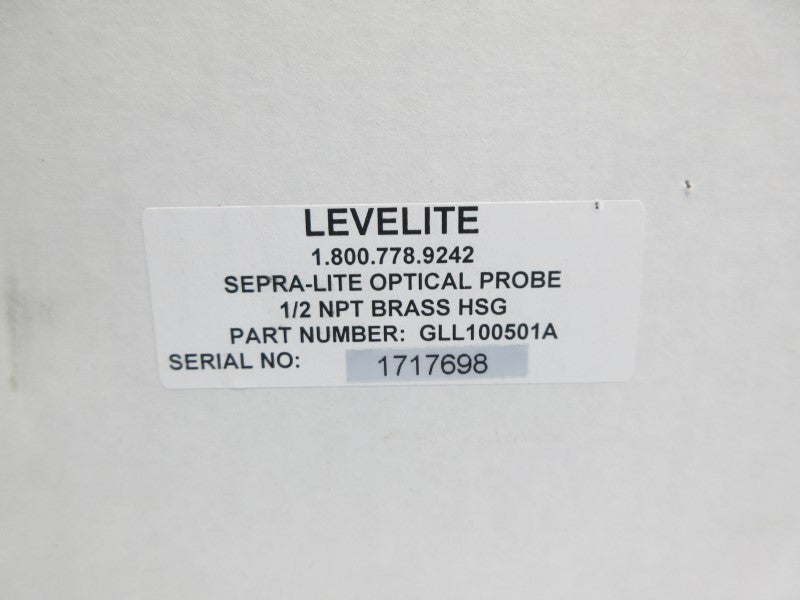 LEVELITE
1.800.778.9242
SEPRA-LITE OPTICAL PROBE
1/2 NPT BRASS HSG
PART NUMBER: GLL100501A
SERIAL NO: 1717698